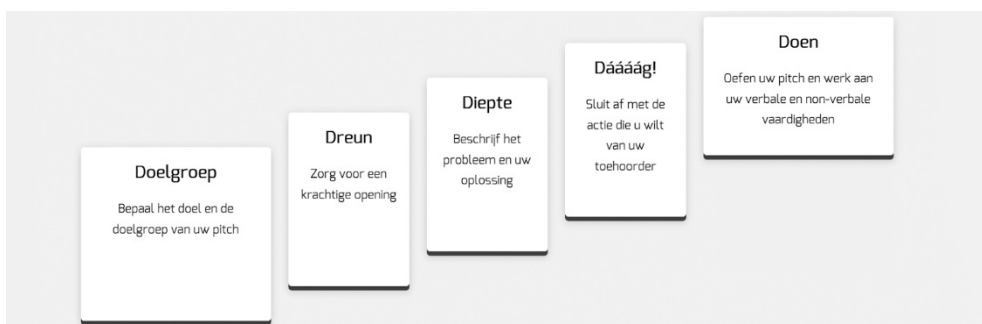 Doelgroep
Bepaal het doel en de
doelgroep van uw pitch
Dreun
Zorg voor een
krachtige opening
Diepte
Beschrijf het
probleem en uw
oplossing
Dáááág!
Sluit af met de
actie die u wilt
van uw
toehoorder
Doen
Oefen uw pitch en werk aan
uw verbale en non-verbale
vaardigheden